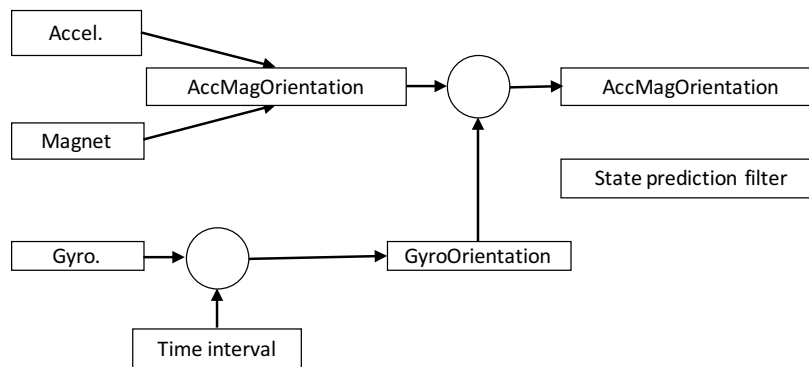 Accel.
AccMagOrientation
AccMagOrientation
Magnet
State prediction filter
Gyro.
GyroOrientation
Time interval